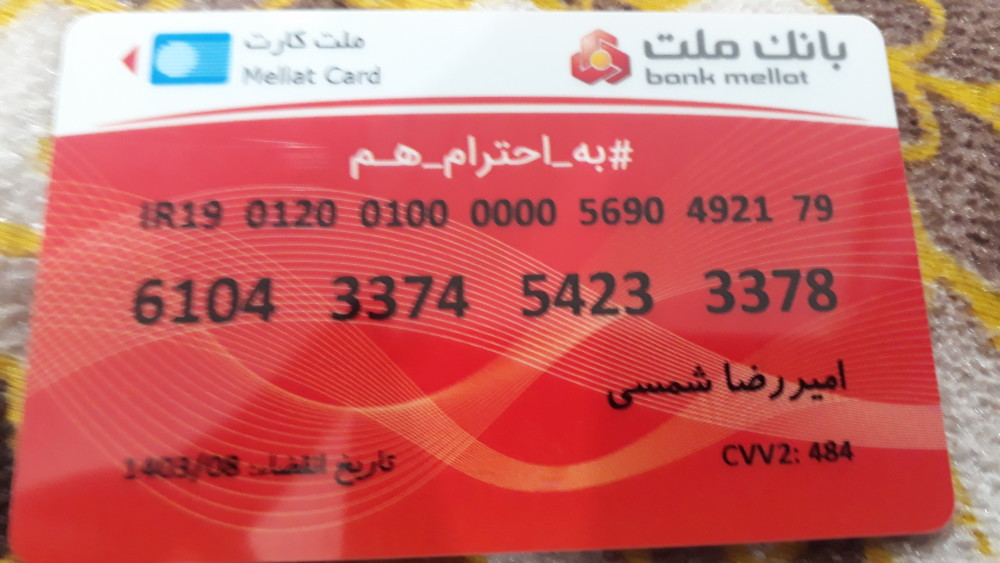 ملت کارت
Mellat Card
بانک ملت
bank mellat
#به_احترام_هم
IR19 0120 0100 0000 5690 4921 79
6104 3374 5423 3378
امیررضا شمسی
CVV2: 484
تاریخ انقضاء: 1403/08